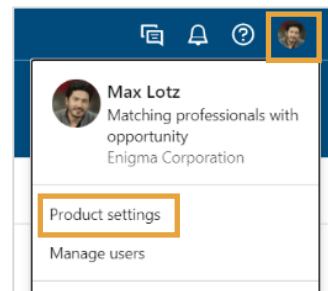 Max Lotz
Matching professionals with
opportunity
Enigma Corporation
Product settings
Manage users